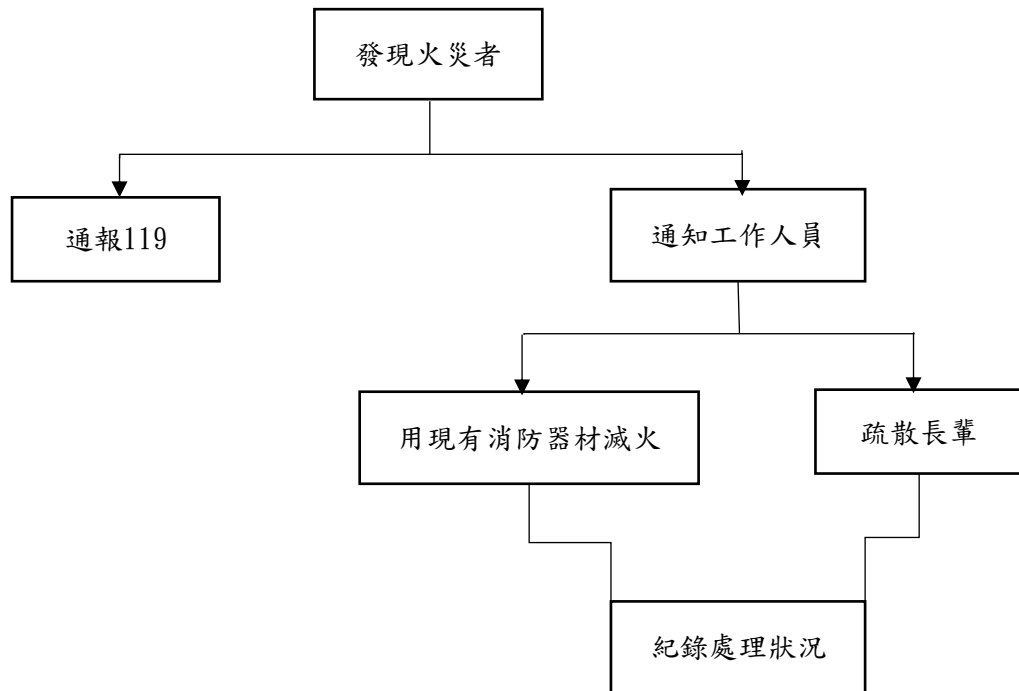 發現火災者
通報119
通知工作人員
用現有消防器材滅火
疏散長輩
紀錄處理狀況